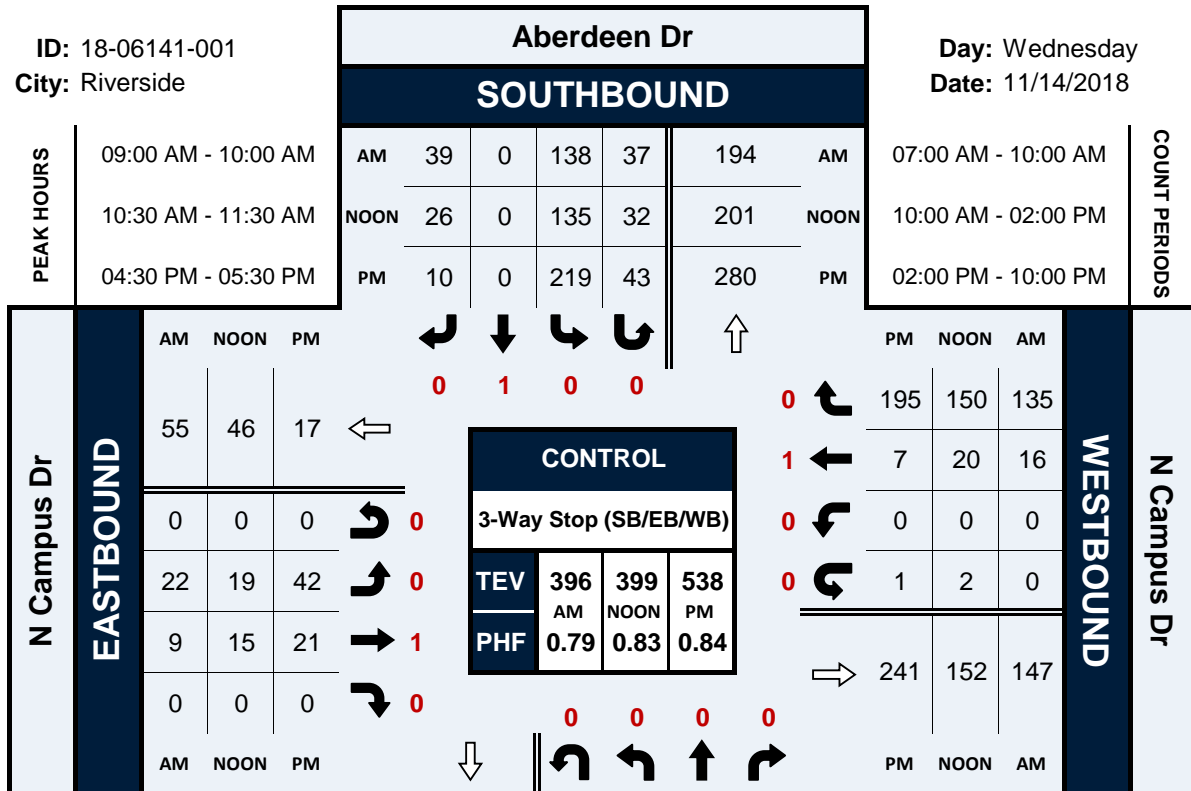 Aberdeen Dr
ID: 18-06141-001
City: Riverside
Day: Wednesday
Date: 11/14/2018
SOUTHBOUND
PEAK HOURS
09:00 AM - 10:00 AM
10:30 AM - 11:30 AM
04:30 PM - 05:30 PM
AM 39 0 138 37 194 AM
NOON 26 0 135 32 201 NOON
PM 10 0 219 43 280 PM
07:00 AM - 10:00 AM
10:00 AM - 02:00 PM
02:00 PM - 10:00 PM
COUNT PERIODS
0 1 0 0
N Campus Dr
EASTBOUND
AM NOON PM
55 46 17
0 0 0 0
22 19 42 0
9 15 21 1
0 0 0 0
AM NOON PM
CONTROL
3-Way Stop (SB/EB/WB)
TEV 396 399 538
AM NOON PM
PHF 0.79 0.83 0.84
PM NOON AM
0 195 150 135
1 7 20 16
0 0 0 0
0 1 2 0
241 152 147
PM NOON AM
WESTBOUND
N Campus Dr
0 0 0 0